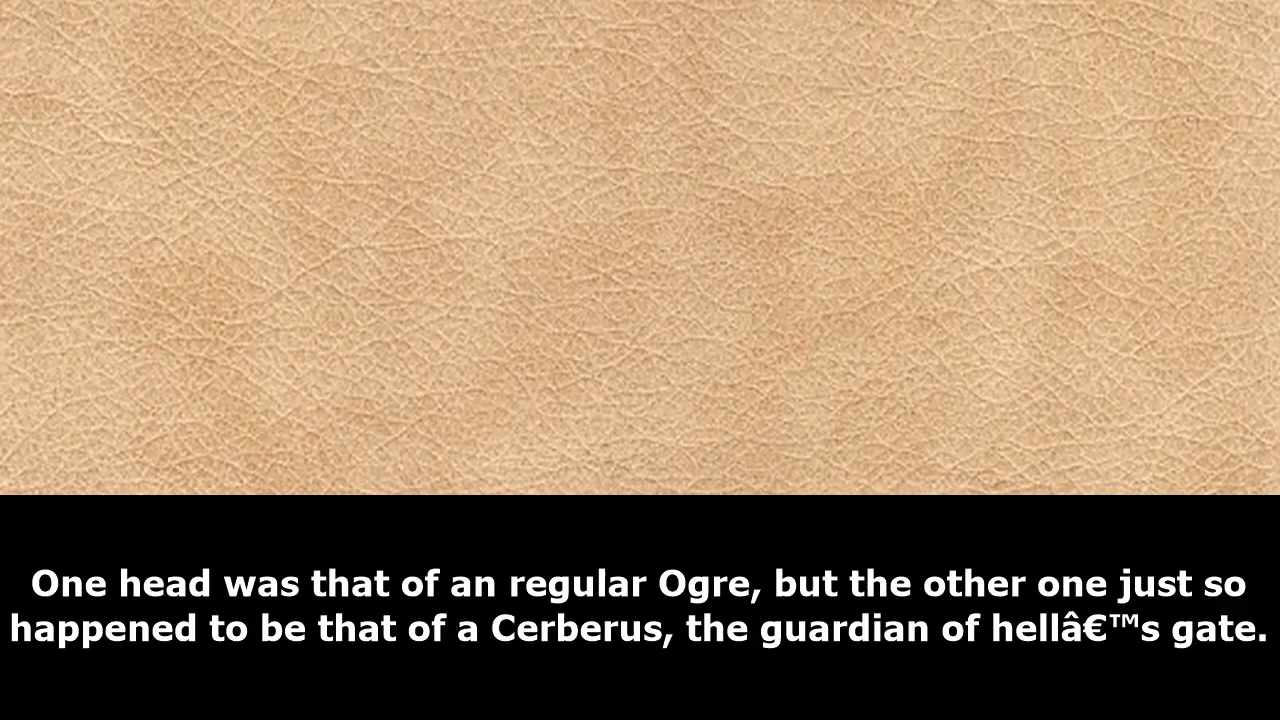 One head was that of an regular Ogre, but the other one just so
happened to be that of a Cerberus, the guardian of hellâ€™s gate.